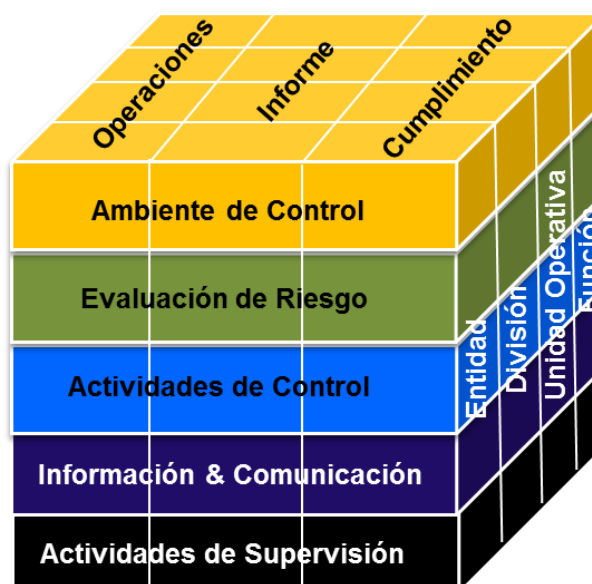 Operaciones
Informe
Cumplimiento
Ambiente de Control
Evaluación de Riesgo
Actividades de Control
Información & Comunicación
Actividades de Supervisión
Entidad
División
Unidad Operativa
Función